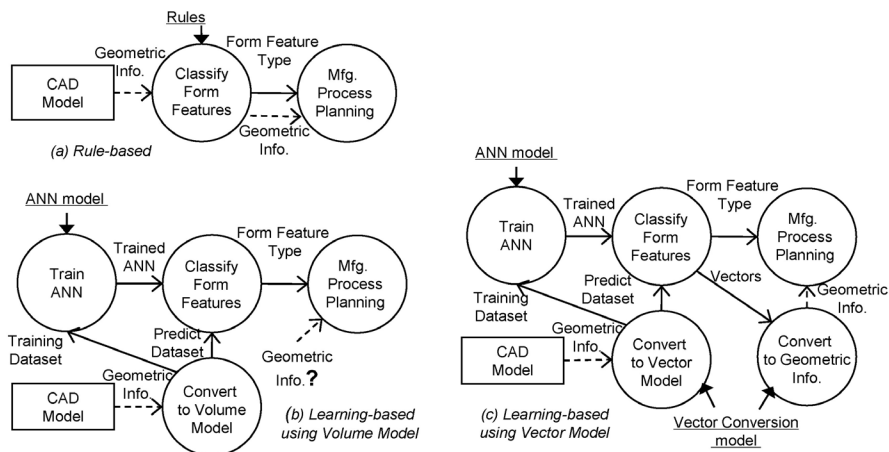 Rules
Geometric
Info.
Form Feature
Type
CAD
Model
Classify
Form
Features
Mfg.
Process
Planning
Geometric
Info.
(a) Rule-based
ANN model
Train
ANN
Trained
ANN
Classify
Form
Features
Form Feature
Type
Mfg.
Process
Planning
Training
Dataset
Predict
Dataset
Geometric
Info.?
CAD
Model
Geometric
Info.
Convert
to Volume
Model
(b) Learning-based
using Volume Model
ANN model
Train
ANN
Trained
ANN
Classify
Form
Features
Form Feature
Type
Mfg.
Process
Planning
Training
Dataset
Predict
Dataset
Vectors
Geometric
Info.
CAD
Model
Geometric
Info.
Convert
to Vector
Model
Convert
to Geometric
Info.
(c) Learning-based
using Vector Model
Vector Conversion
model